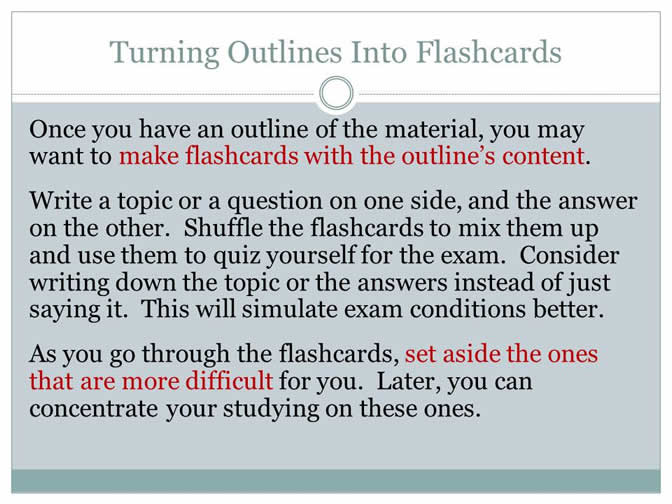 Turning Outlines Into Flashcards
Once you have an outline of the material, you may
want to make flashcards with the outline’s content.
Write a topic or a question on one side, and the answer
on the other.  Shuffle the flashcards to mix them up
and use them to quiz yourself for the exam.  Consider
writing down the topic or the answers instead of just
saying it.  This will simulate exam conditions better.
As you go through the flashcards, set aside the ones
that are more difficult for you.  Later, you can
concentrate your studying on these ones.